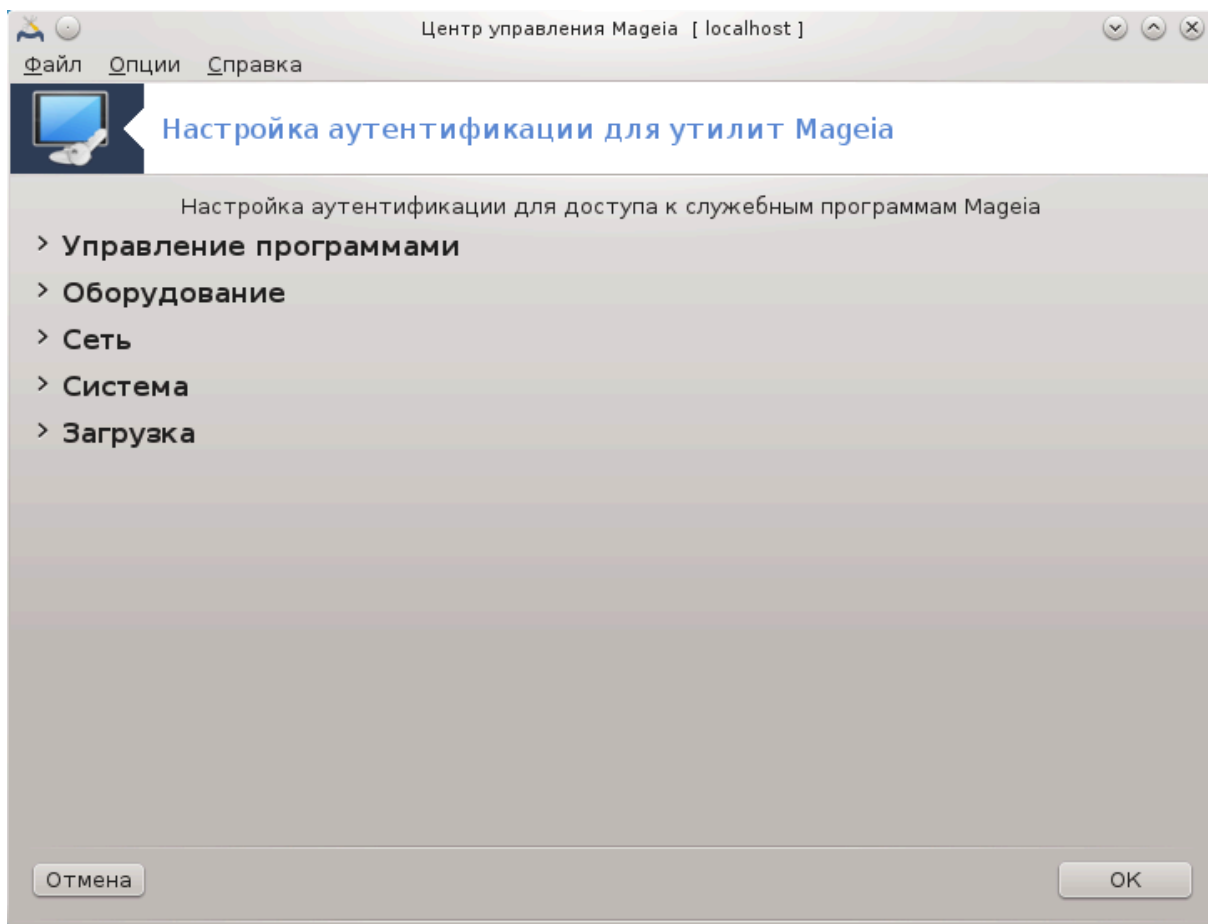 Центр управления Mageia [ localhost ]
Файл Опции Справка
Настройка аутентификации для утилит Mageia
Настройка аутентификации для доступа к служебным программам Mageia
Управление программами
Оборудование
Сеть
Система
Загрузка
Отмена OK